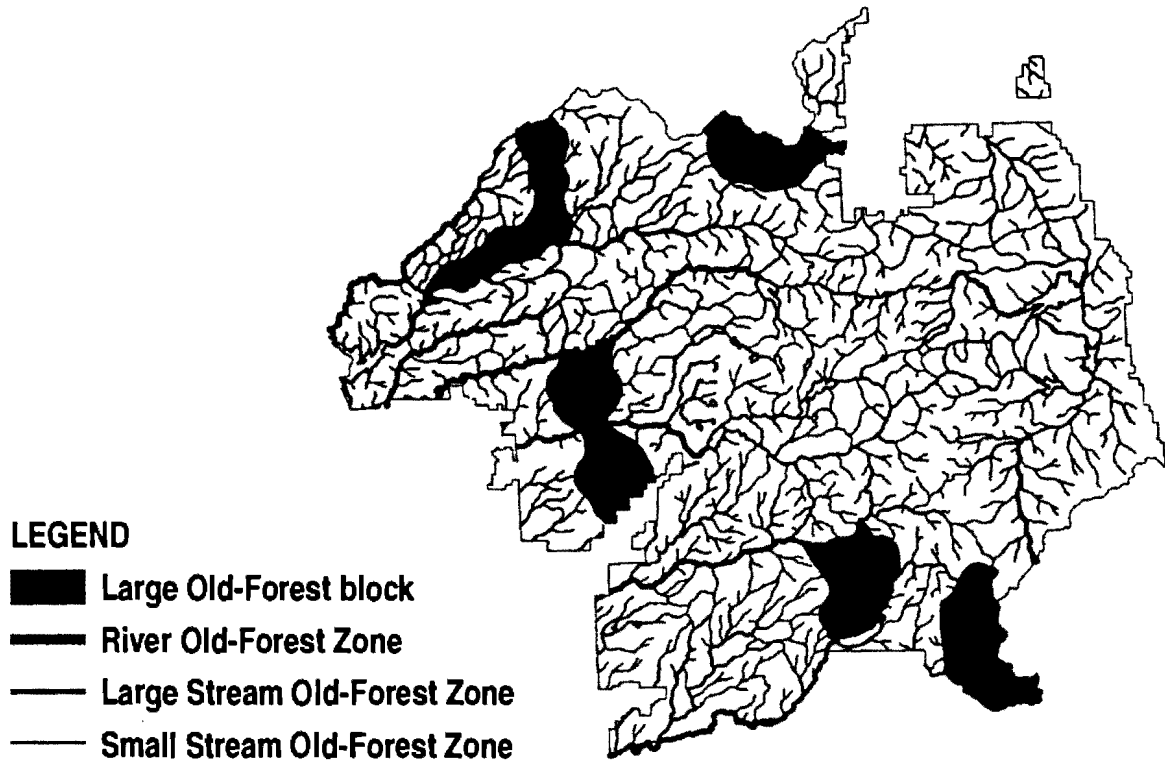 LEGEND
Large Old-Forest block
River Old-Forest Zone
Large Stream Old-Forest Zone
Small Stream Old-Forest Zone